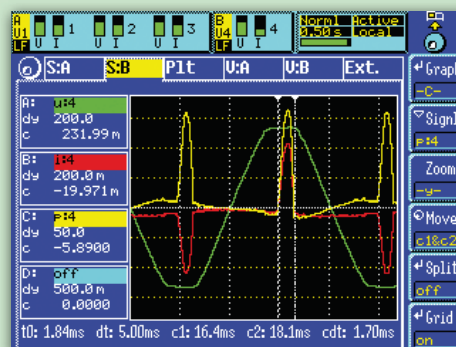 A U1 LF U I 1 U I 2 U I 3 B U4 LF U I 4 Norml Active
0.50 s Local
S:A S:B Plt V:A V:B Ext.
A: u:4
dy 200.0
c 231.99 m
B: i:4
dy 200.0 m
c -19.971 m
C: P:4
dy 50.0
c -5.8900
D: off
dy 500.0 m
c 0.0000
Graph
-C-
Signl
P:4
Zoom
-y-
Move
c1&c2
Split
off
Grid
on
t0: 1.84ms dt: 5.00ms c1: 16.4ms c2: 18.1ms cdt: 1.70ms